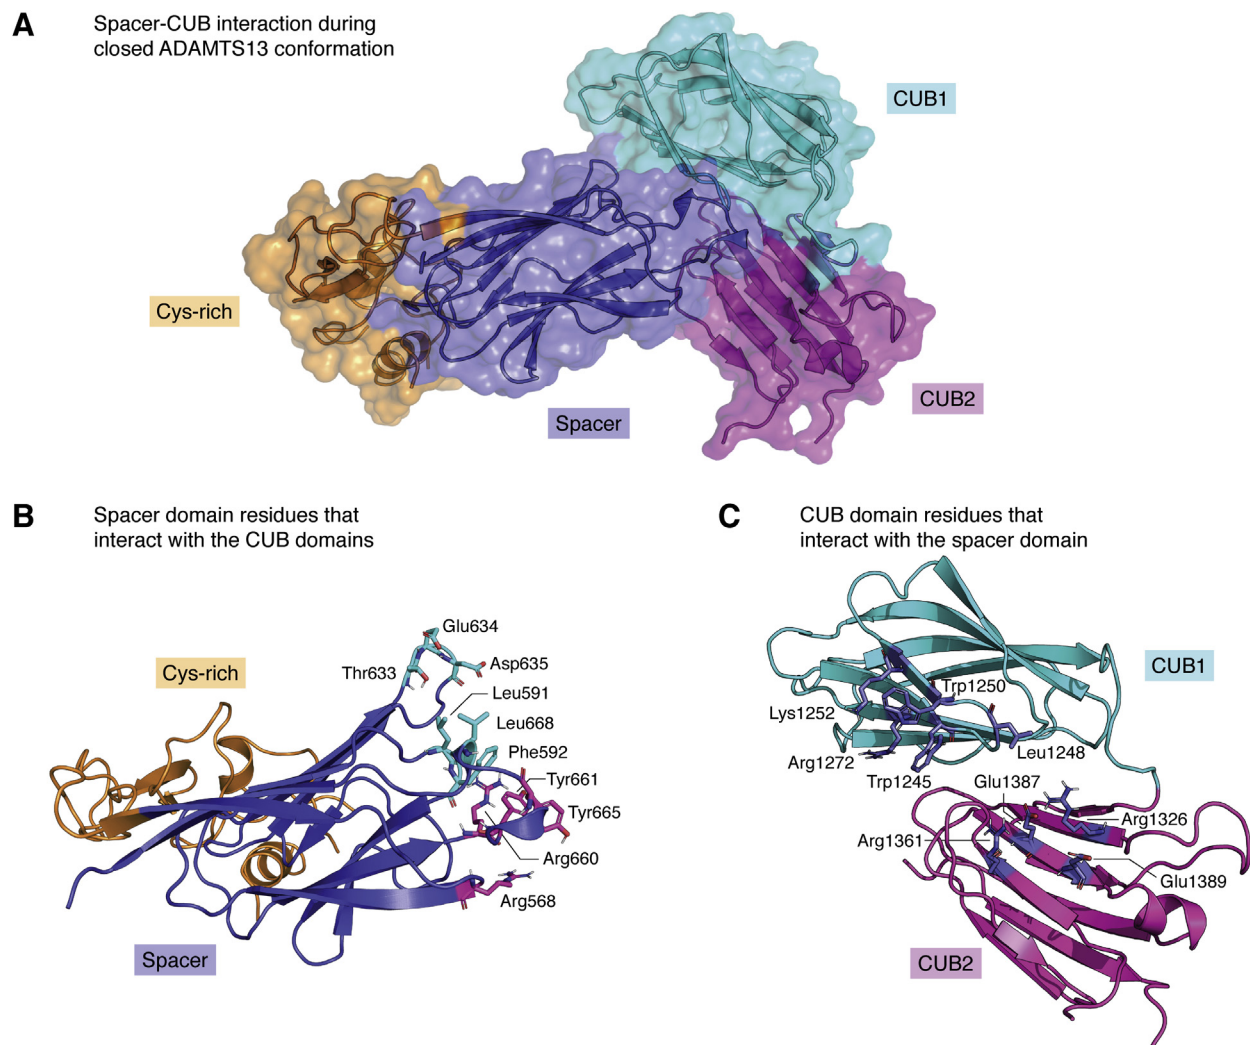 A
Spacer-CUB interaction during
closed ADAMTS13 conformation
CUB1
Cys-rich
CUB2
Spacer
B
Spacer domain residues that
interact with the CUB domains
Glu634
Thr633
Asp635
Cys-rich
Leu591
Leu668
Phe592
Tyr661
Tyr665
Arg660
Arg568
Spacer
C
CUB domain residues that
interact with the spacer domain
CUB1
Trp1250
Lys1252
Leu1248
Arg1272
Trp1245
Glu1387
Arg1326
Arg1361
Glu1389
CUB2